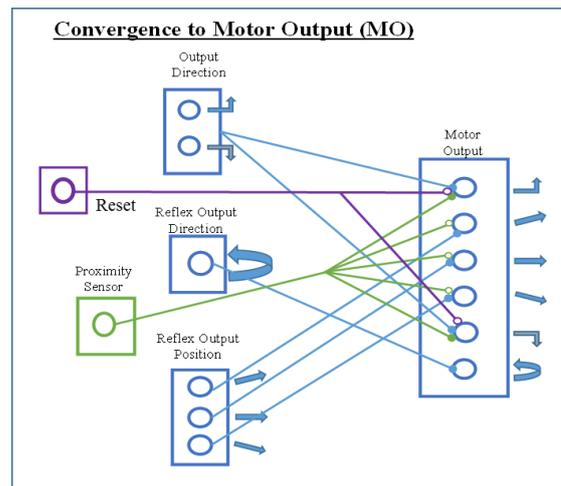 Convergence to Motor Output (MO)
Output
Direction
Motor
Output
Reset
Reflex Output
Direction
Proximity
Sensor
Reflex Output
Position